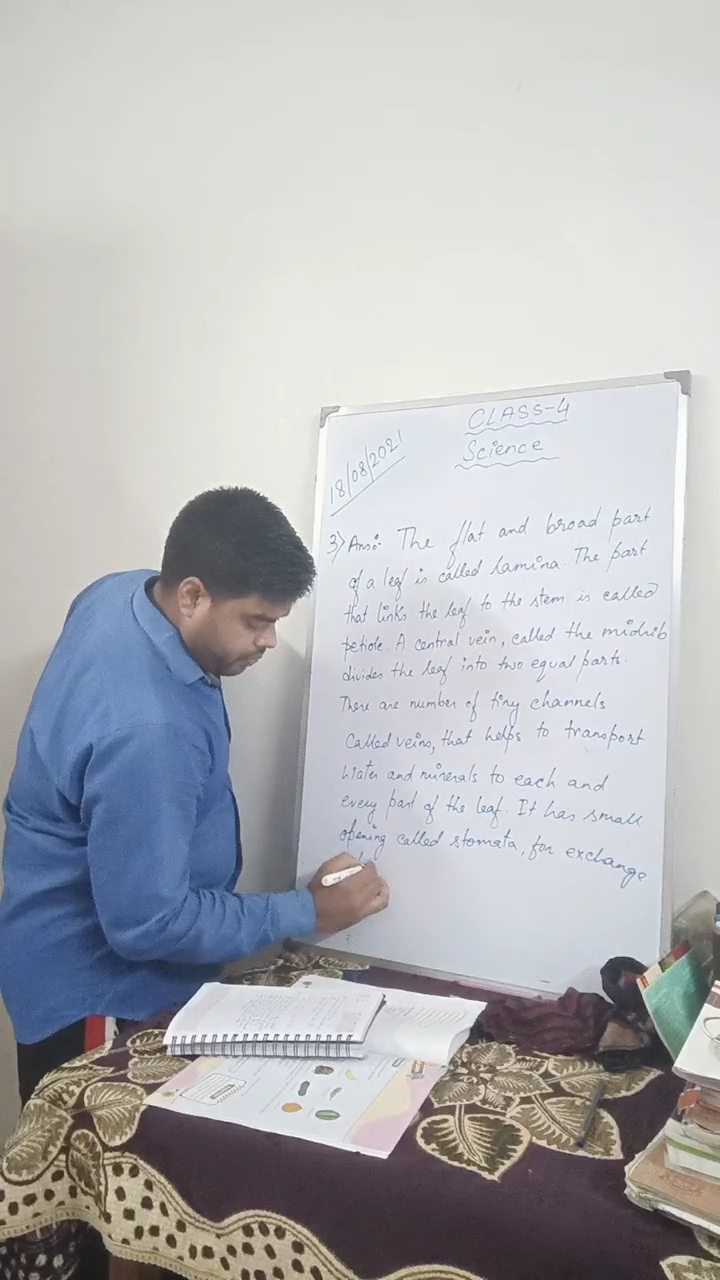 CLASS-4
Science
18/08/2021
3) Ans:- The flat and broad part
of a leaf is called lamina. The part
that links the leaf to the stem is called
petiole. A central vein, called the midrib
divides the leaf into two equal parts.
There are number of tiny channels
called veins, that helps to transport
water and minerals to each and
every part of the leaf. It has small
opening called stomata, for exchange